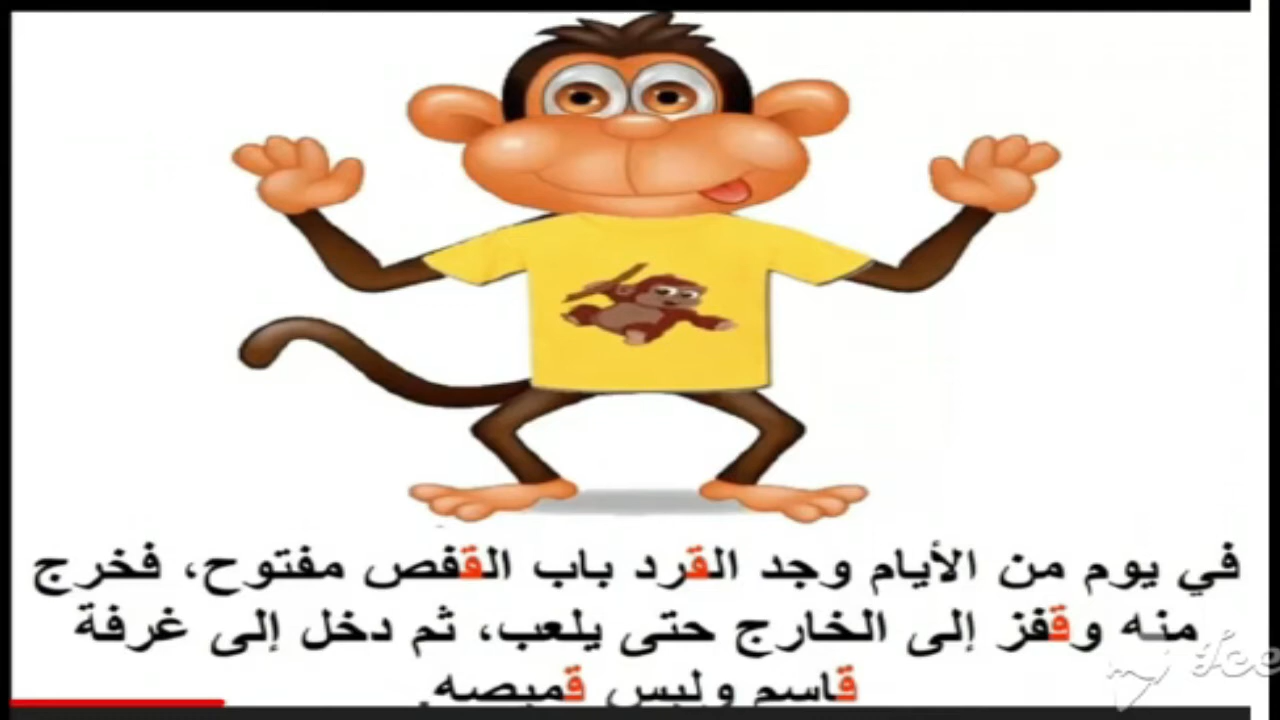 في يوم من الأيام وجد القرد باب القفص مفتوح، فخرج
منه وقفز إلى الخارج حتى يلعب، ثم دخل إلى غرفة
قاسم ولبس قميصه.